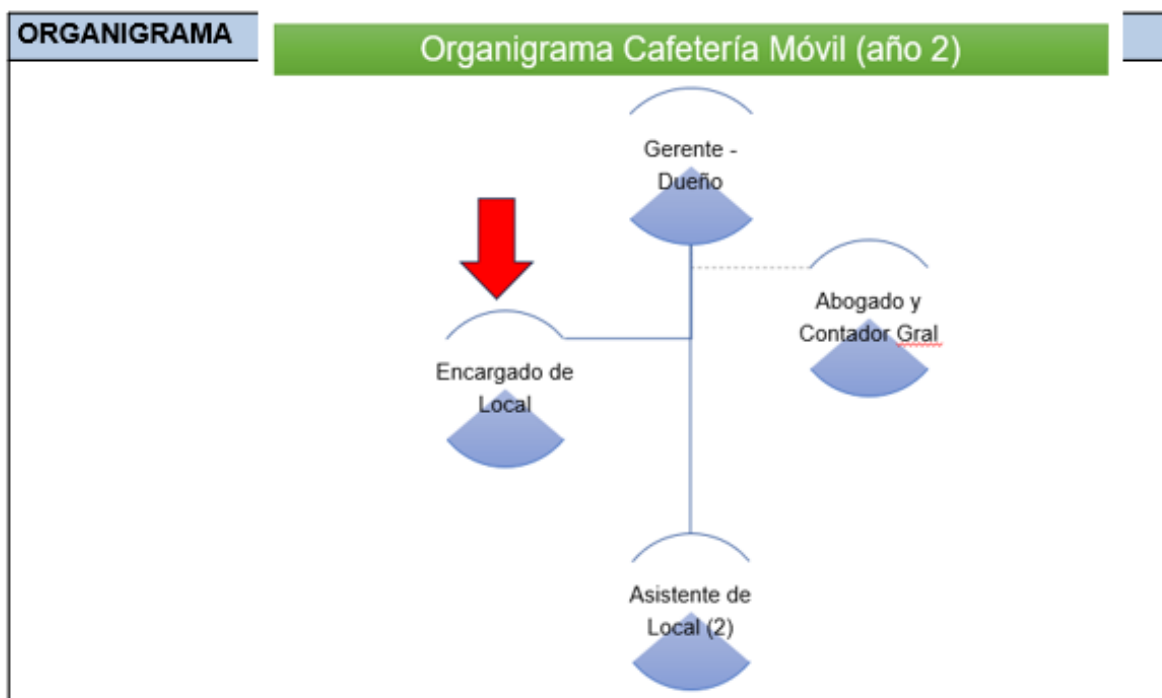 ORGANIGRAMA
Organigrama Cafetería Móvil (año 2)
Gerente -
Dueño
Abogado y
Contador Gral
Encargado de
Local
Asistente de
Local (2)